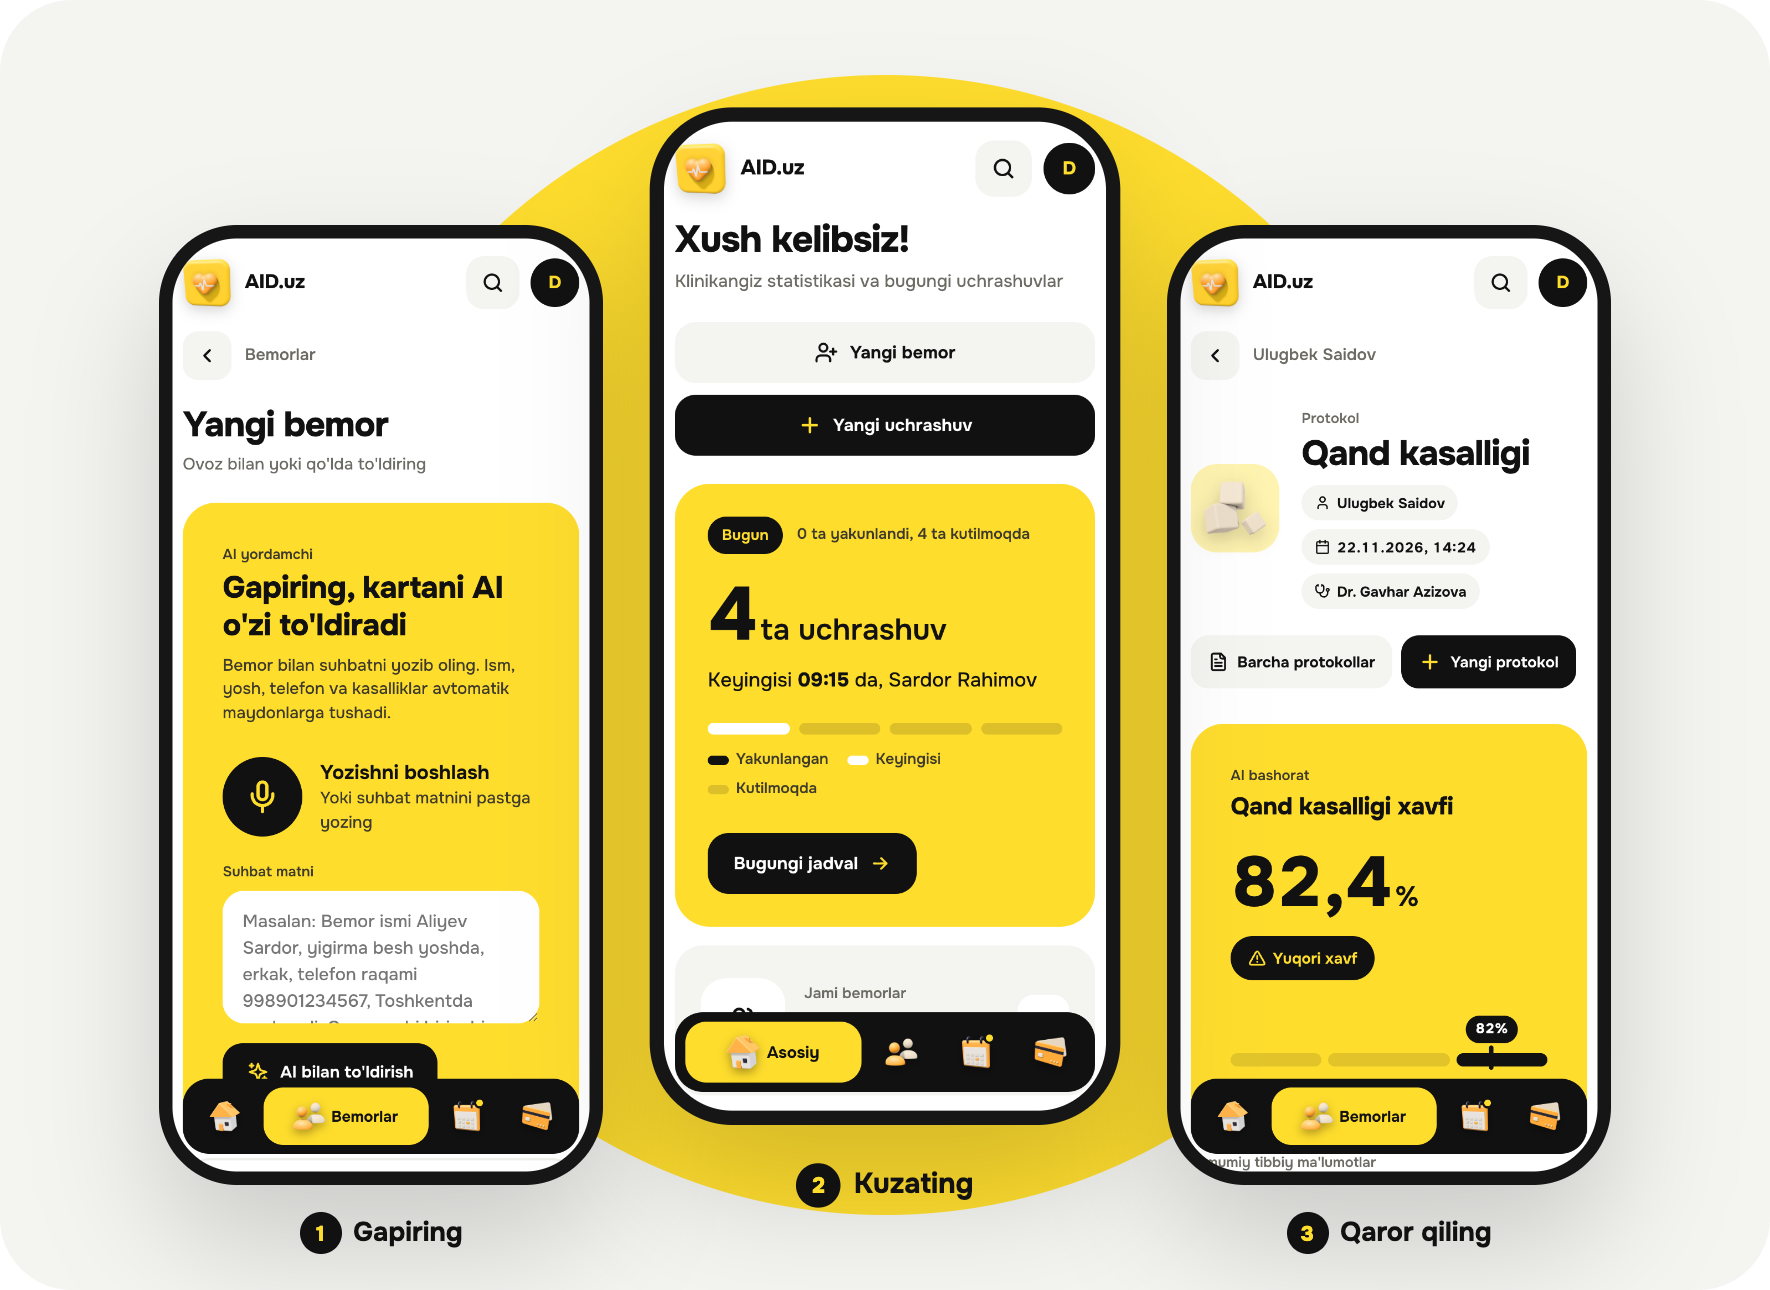 AID.uz
D
Bemorlar
Yangi bemor
Ovoz bilan yoki qo'lda to'ldiring
AI yordamchi
Gapiring, kartani AI
o'zi to'ldiradi
Bemor bilan suhbatni yozib oling. Ism,
yosh, telefon va kasalliklar avtomatik
maydonlarga tushadi.
Yozishni boshlash
Yoki suhbat matnini pastga
yozing
Suhbat matni
Masalan: Bemor ismi Aliyev
Sardor, yigirma besh yoshda,
erkak, telefon raqami
998901234567, Toshkentda
AI bilan to'ldirish
Bemorlar
1 Gapiring
AID.uz
D
Xush kelibsiz!
Klinikangiz statistikasi va bugungi uchrashuvlar
Yangi bemor
Yangi uchrashuv
Bugun 0 ta yakunlandi, 4 ta kutilmoqda
4 ta uchrashuv
Keyingisi 09:15 da, Sardor Rahimov
Yakunlangan Keyingisi
Kutilmoqda
Bugungi jadval
Jami bemorlar
Asosiy
2 Kuzating
AID.uz
D
Ulugbek Saidov
Protokol
Qand kasalligi
Ulugbek Saidov
22.11.2026, 14:24
Dr. Gavhar Azizova
Barcha protokollar
Yangi protokol
AI bashorat
Qand kasalligi xavfi
82,4%
Yuqori xavf
82%
Bemorlar
tibbiy ma'lumotlar
3 Qaror qiling